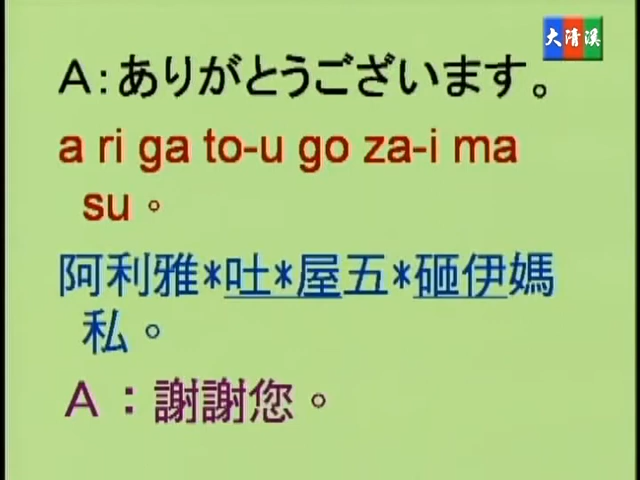 大清溪
A:ありがとうございます。
a ri ga to-u go za-i ma
su。
阿利雅*吐*屋五*砸伊媽
私。
A：謝謝您。